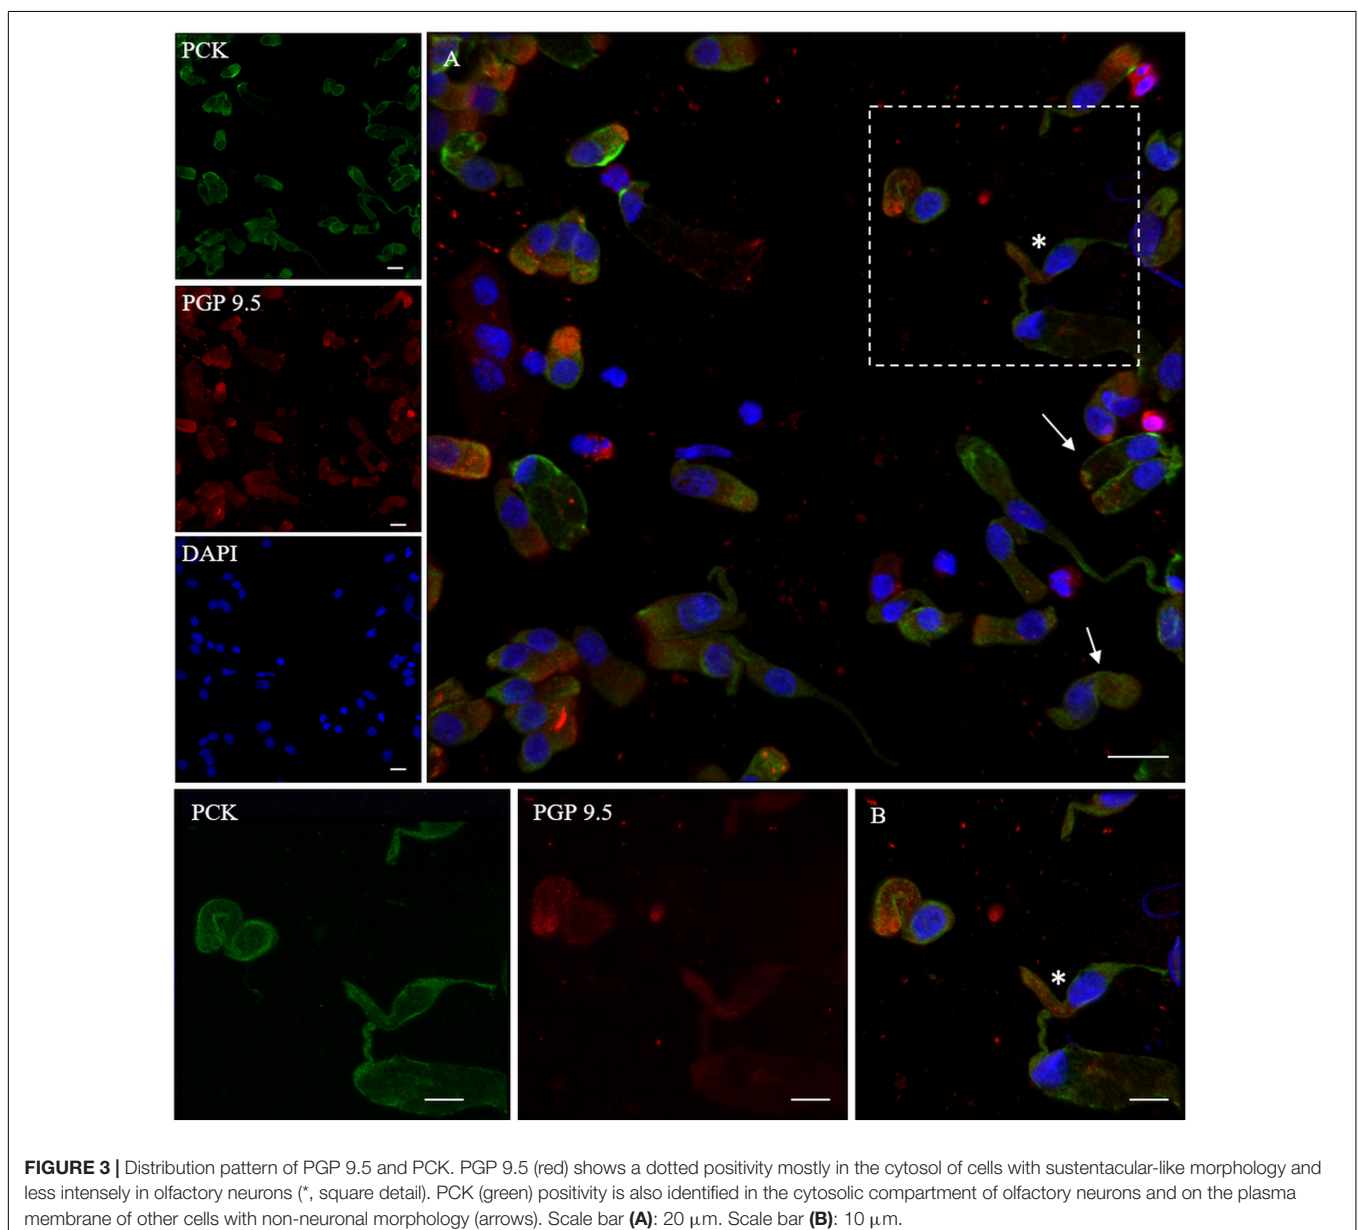 PCK
A
*
PGP 9.5
DAPI
PCK
PGP 9.5
B
*
FIGURE 3 | Distribution pattern of PGP 9.5 and PCK. PGP 9.5 (red) shows a dotted positivity mostly in the cytosol of cells with sustentacular-like morphology and
less intensely in olfactory neurons (*, square detail). PCK (green) positivity is also identified in the cytosolic compartment of olfactory neurons and on the plasma
membrane of other cells with non-neuronal morphology (arrows). Scale bar (A): 20 μm. Scale bar (B): 10 μm.